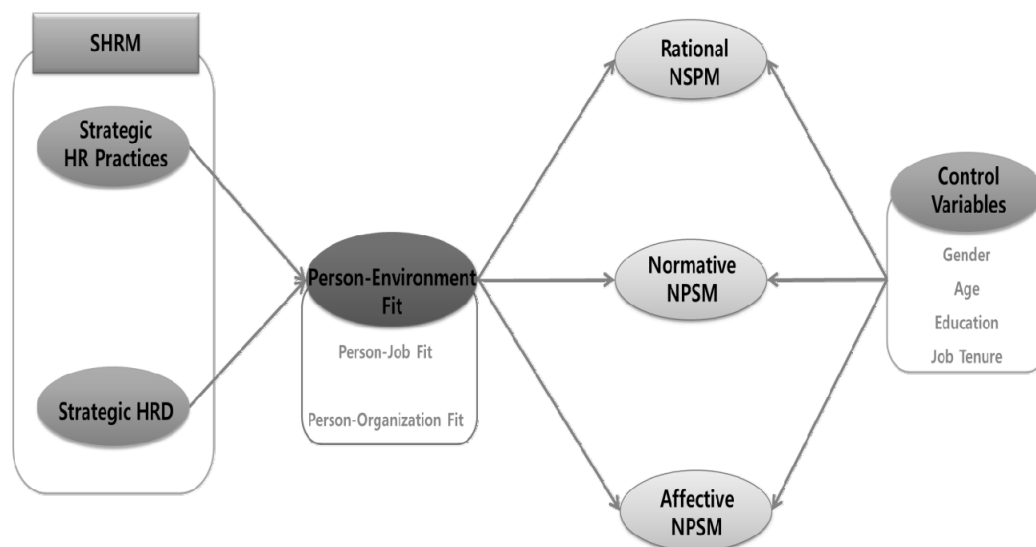 SHRM
Strategic
HR Practices
Strategic HRD
Person-Environment
Fit
Person-Job Fit
Person-Organization Fit
Rational
NSPM
Normative
NPSM
Affective
NPSM
Control
Variables
Gender
Age
Education
Job Tenure